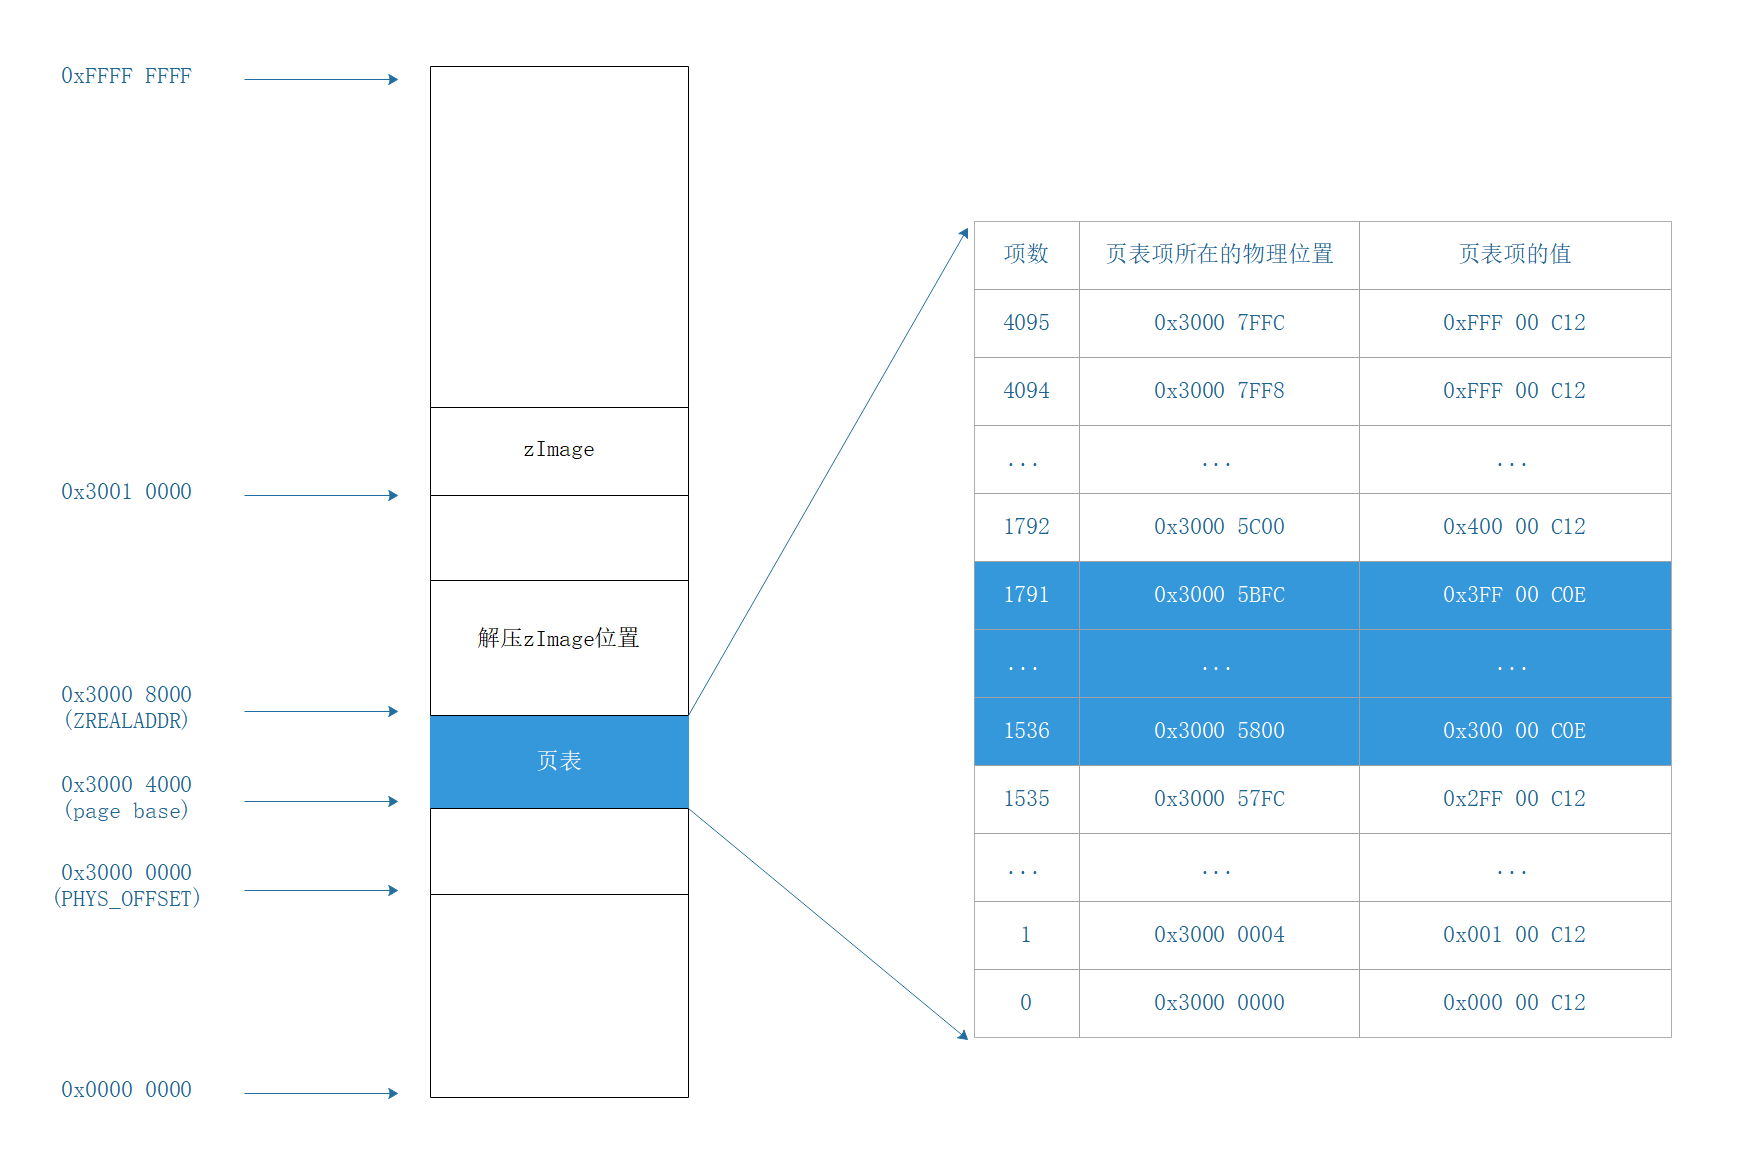 0xFFFF FFFF
zImage
0x3001 0000
解压zImage位置
0x3000 8000
(ZREALADDR)
页表
0x3000 4000
(page base)
0x3000 0000
(PHYS_OFFSET)
0x0000 0000
项数 页表项所在的物理位置 页表项的值
4095 0x3000 7FFC 0xFFF 00 C12
4094 0x3000 7FF8 0xFFF 00 C12
... ... ...
1792 0x3000 5C00 0x400 00 C12
1791 0x3000 5BFC 0x3FF 00 C0E
... ... ...
1536 0x3000 5800 0x300 00 C0E
1535 0x3000 57FC 0x2FF 00 C12
... ... ...
1 0x3000 0004 0x001 00 C12
0 0x3000 0000 0x000 00 C12